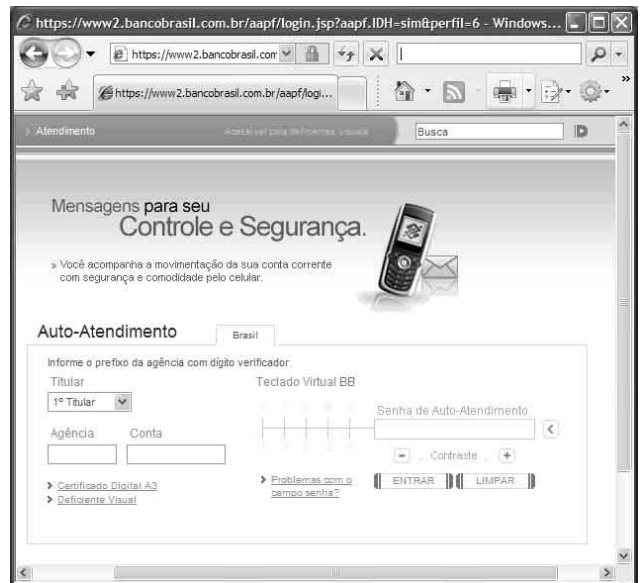 https://www2.bancobrasil.com.br/aapf/login.jsp?aapf.IDH=sim&perfil=6 - Windows...
https://www2.bancobrasil.com
https://www2.bancobrasil.com.br/aapf/logi...
Atendimento
Acessível para deficientes visuais
Busca
Mensagens para seu
Controle e Segurança.
» Você acompanha a movimentação da sua conta corrente
com segurança e comodidade pelo celular.
Auto-Atendimento
Brasil
Informe o prefixo da agência com dígito verificador.
Titular
Teclado Virtual BB
1º Titular
Senha de Auto-Atendimento
Agência
Conta
- .. Contraste .. +
Certificado Digital A3
Deficiente Visual
Problemas com o
campo senha?
ENTRAR
LIMPAR